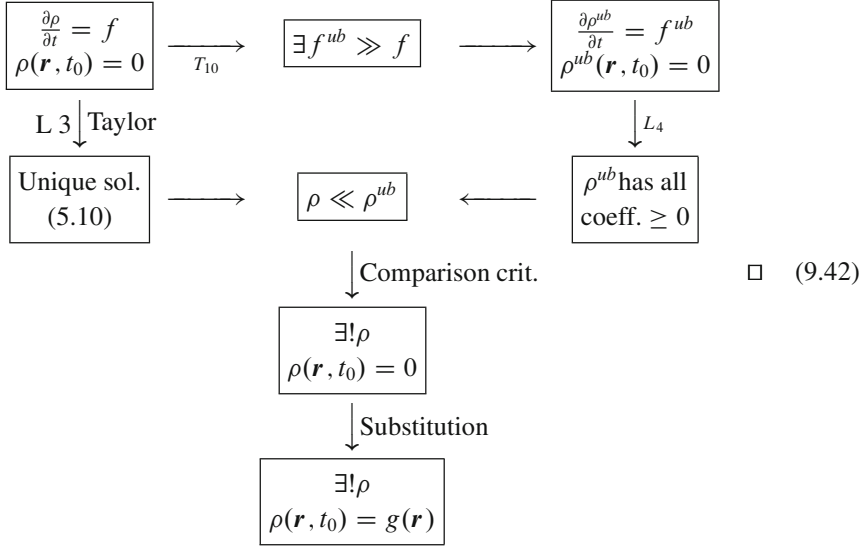 ∂ρ/∂t = f
ρ(r, t₀) = 0
T₁₀
∃f^{ub} ≫ f
∂ρ^{ub}/∂t = f^{ub}
ρ^{ub}(r, t₀) = 0
L 3 Taylor
L₄
Unique sol.
(5.10)
ρ ≪ ρ^{ub}
ρ^{ub}has all
coeff. ≥ 0
Comparison crit.
□ (9.42)
∃!ρ
ρ(r, t₀) = 0
Substitution
∃!ρ
ρ(r, t₀) = g(r)